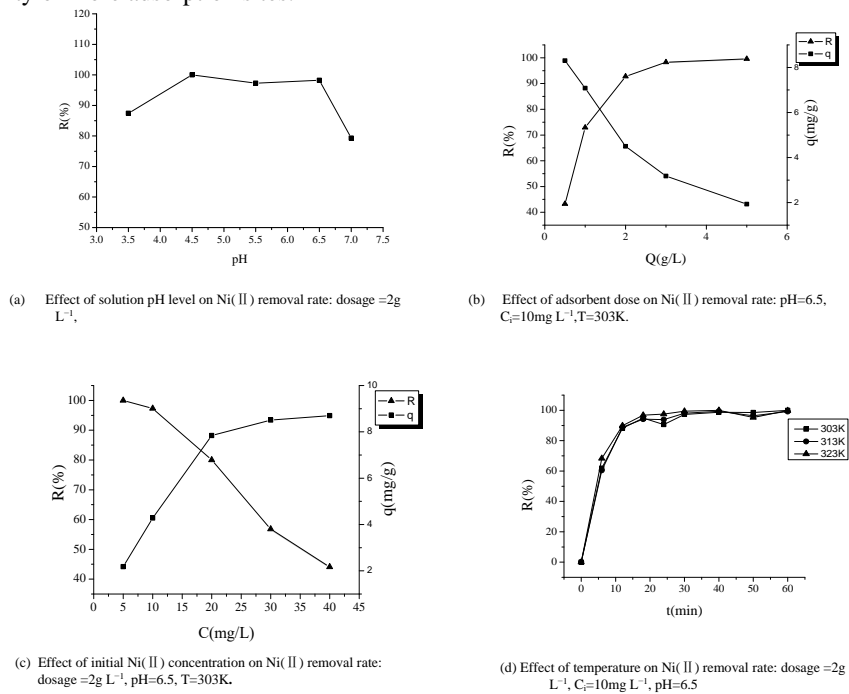 120
110
100
90
80
70
60
50
R(%)
3.0 3.5 4.0 4.5 5.0 5.5 6.0 6.5 7.0 7.5
pH
(a) Effect of solution pH level on Ni(Ⅱ) removal rate: dosage =2g
L⁻¹,
R
q
100
90
80
70
60
50
40
R(%)
8
6
4
2
q(mg/g)
0 2 4 6
Q(g/L)
(b) Effect of adsorbent dose on Ni(Ⅱ) removal rate: pH=6.5,
Cᵢ=10mg L⁻¹,T=303K.
R
q
100
90
80
70
60
50
40
R(%)
10
8
6
4
2
q(mg/g)
0 5 10 15 20 25 30 35 40 45
C(mg/L)
(c) Effect of initial Ni(Ⅱ) concentration on Ni(Ⅱ) removal rate:
dosage =2g L⁻¹, pH=6.5, T=303K.
100
80
60
40
20
0
R(%)
303K
313K
323K
0 10 20 30 40 50 60
t(min)
(d) Effect of temperature on Ni(Ⅱ) removal rate: dosage =2g
L⁻¹, Cᵢ=10mg L⁻¹, pH=6.5